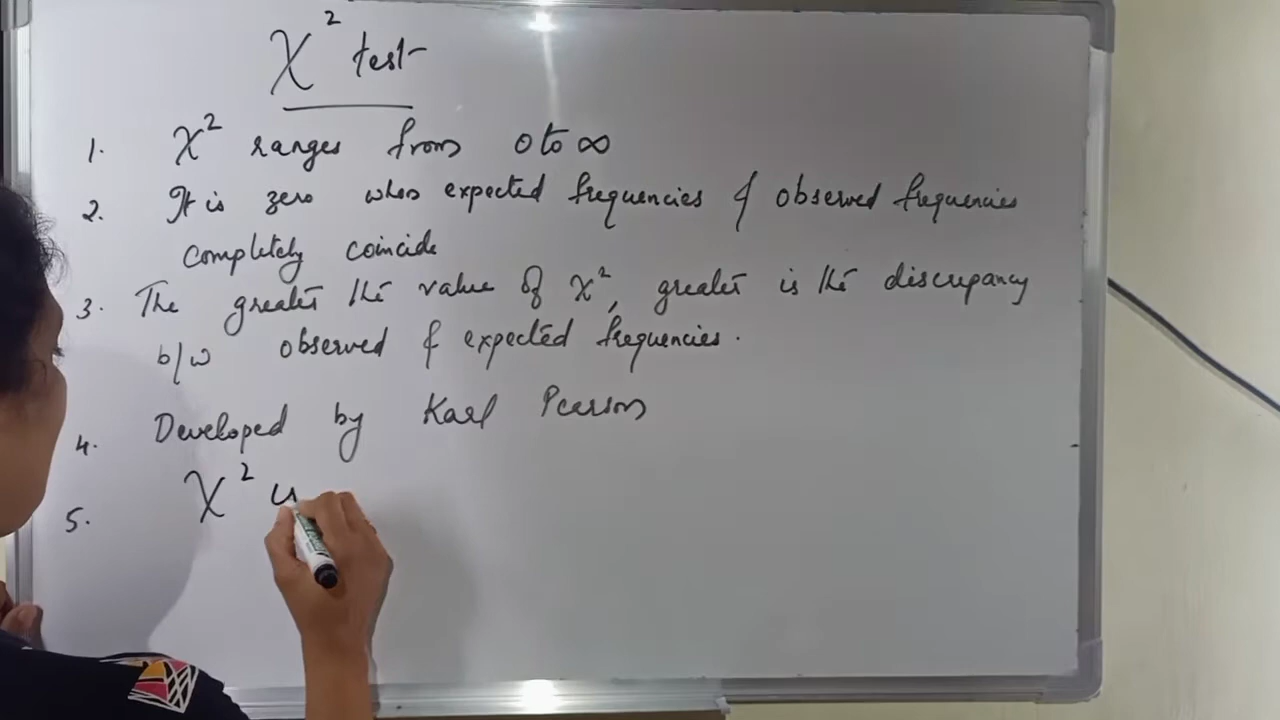 χ² test
1. χ² ranges from 0 to ∞
2. It is zero when expected frequencies & observed frequencies
completely coincide
3. The greater the value of χ², greater is the discrepancy
b/w observed & expected frequencies.
4. Developed by Karl Pearson
5. χ² u